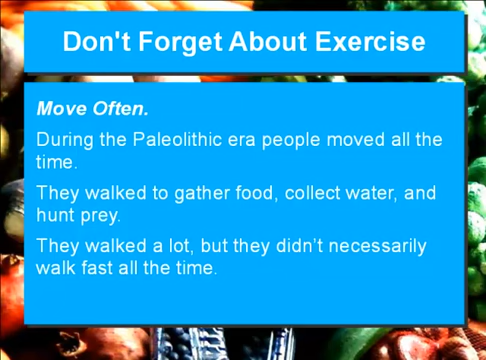 Don't Forget About Exercise
Move Often.
During the Paleolithic era people moved all the
time.
They walked to gather food, collect water, and
hunt prey.
They walked a lot, but they didn’t necessarily
walk fast all the time.